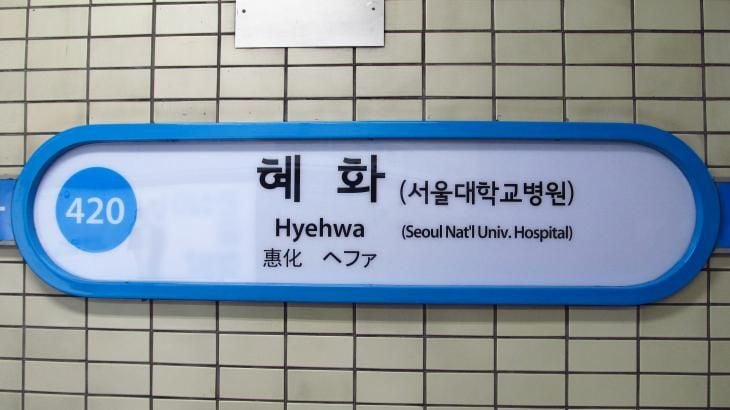 420
혜 화 (서울대학교병원)
Hyehwa (Seoul Nat'l Univ. Hospital)
惠化 ヘファ